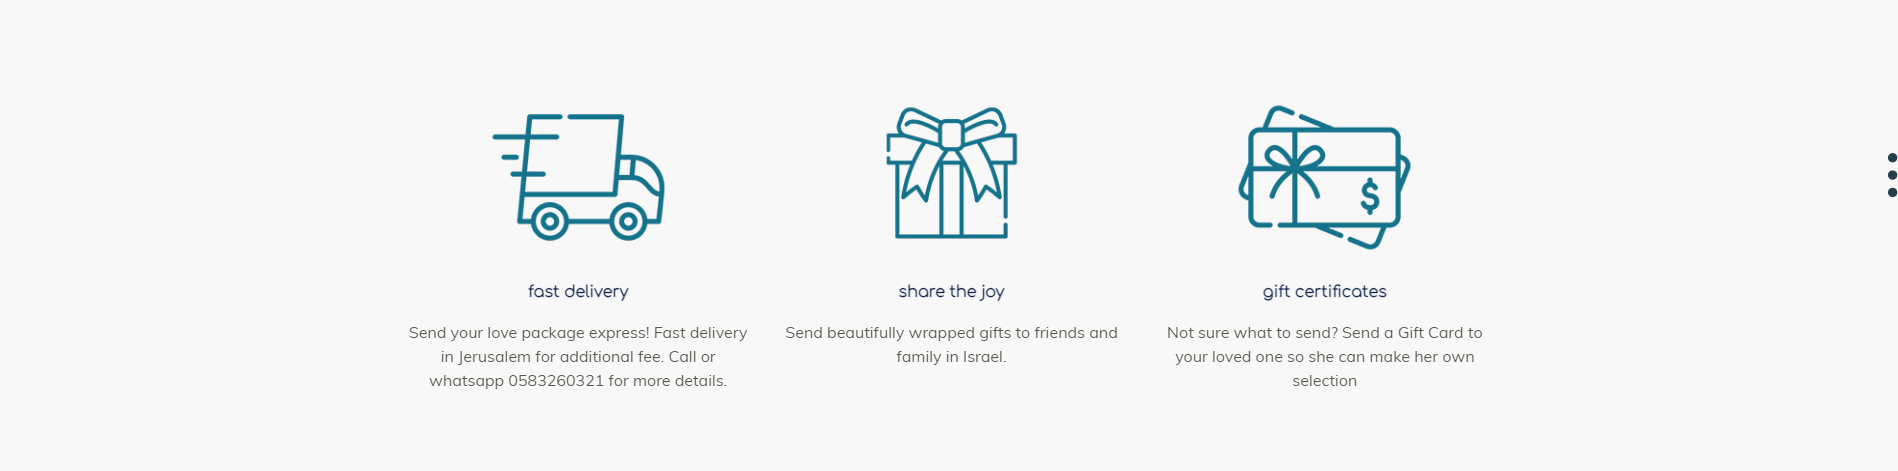 $
fast delivery
Send your love package express! Fast delivery
in Jerusalem for additional fee. Call or
whatsapp 0583260321 for more details.
share the joy
Send beautifully wrapped gifts to friends and
family in Israel.
gift certificates
Not sure what to send? Send a Gift Card to
your loved one so she can make her own
selection